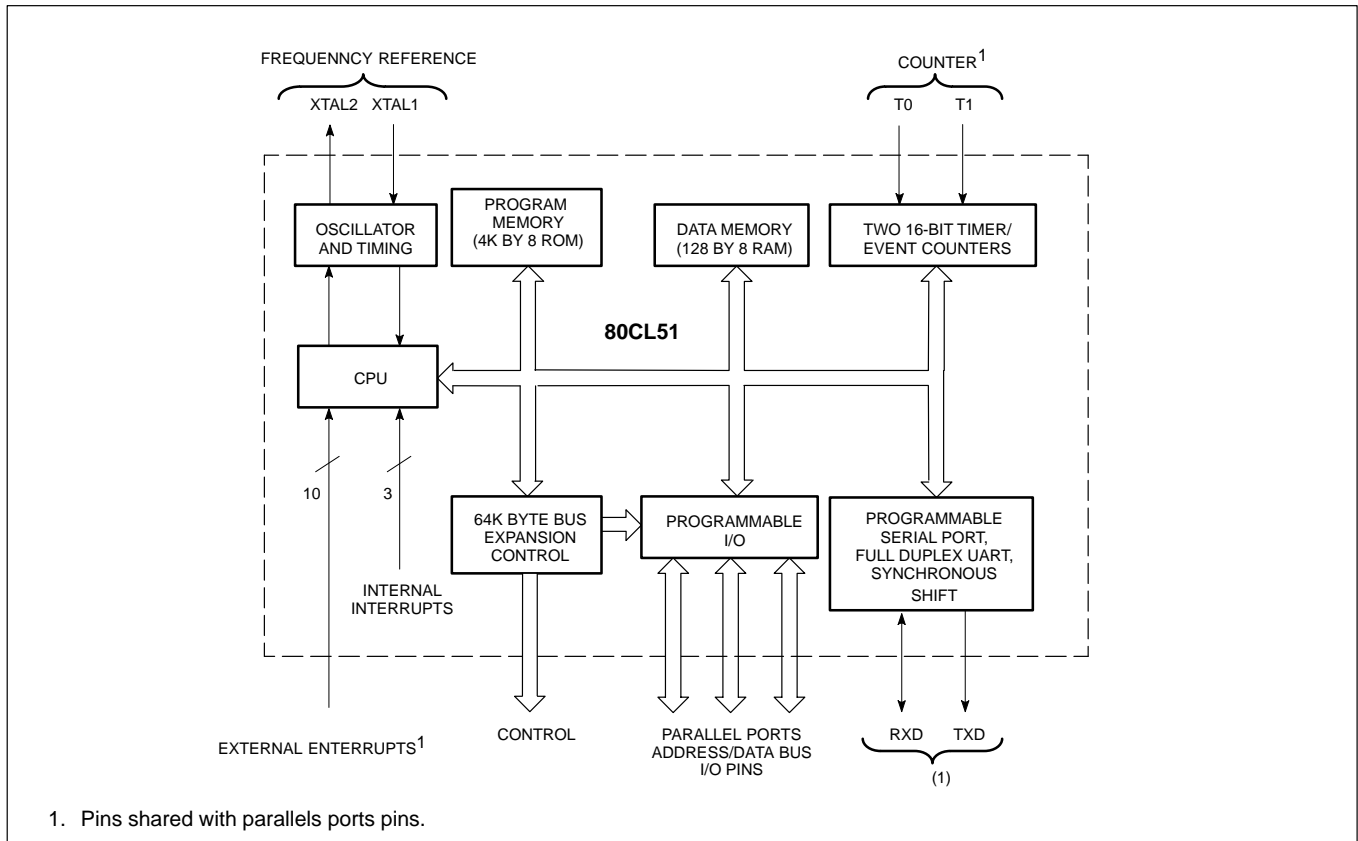 FREQUENNCY REFERENCE
COUNTER1
XTAL2 XTAL1
T0 T1
OSCILLATOR
AND TIMING
PROGRAM
MEMORY
(4K BY 8 ROM)
DATA MEMORY
(128 BY 8 RAM)
TWO 16-BIT TIMER/
EVENT COUNTERS
80CL51
CPU
10
3
64K BYTE BUS
EXPANSION
CONTROL
PROGRAMMABLE
I/O
PROGRAMMABLE
SERIAL PORT,
FULL DUPLEX UART,
SYNCHRONOUS
SHIFT
INTERNAL
INTERRUPTS
EXTERNAL ENTERRUPTS1
CONTROL
PARALLEL PORTS
ADDRESS/DATA BUS
I/O PINS
RXD TXD
(1)
1. Pins shared with parallels ports pins.